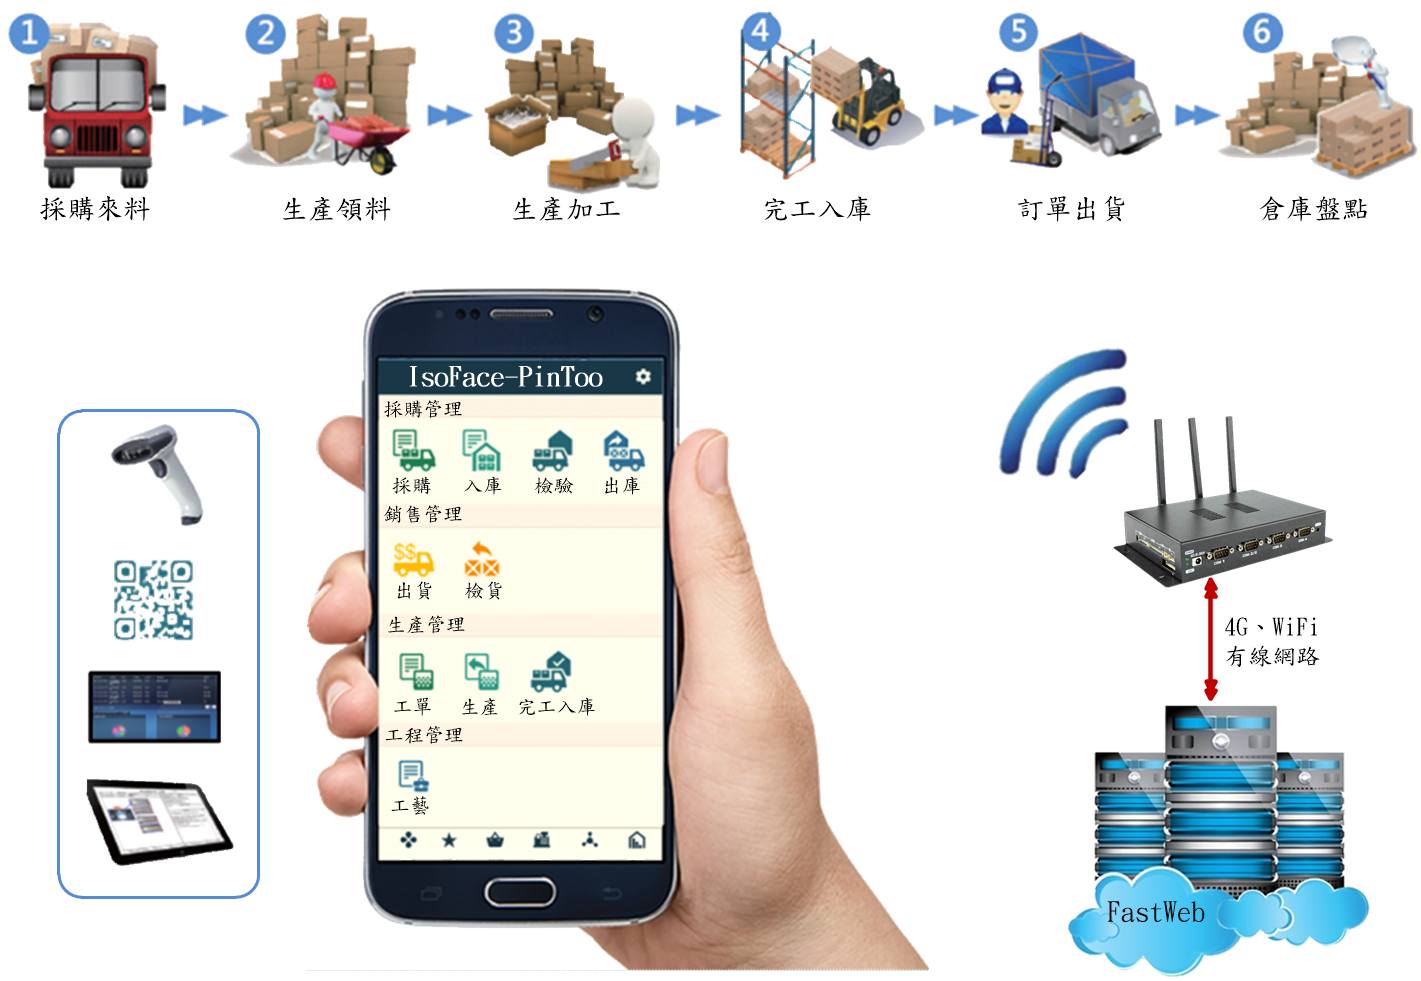 1
2
3
4
5
6
採購來料
生產領料
生產加工
完工入庫
訂單出貨
倉庫盤點
IsoFace-PinToo
採購管理
採購
入庫
檢驗
出庫
銷售管理
$$
出貨
檢貨
生產管理
工單
生產
完工入庫
工程管理
工藝
4G、WiFi
有線網路
FastWeb